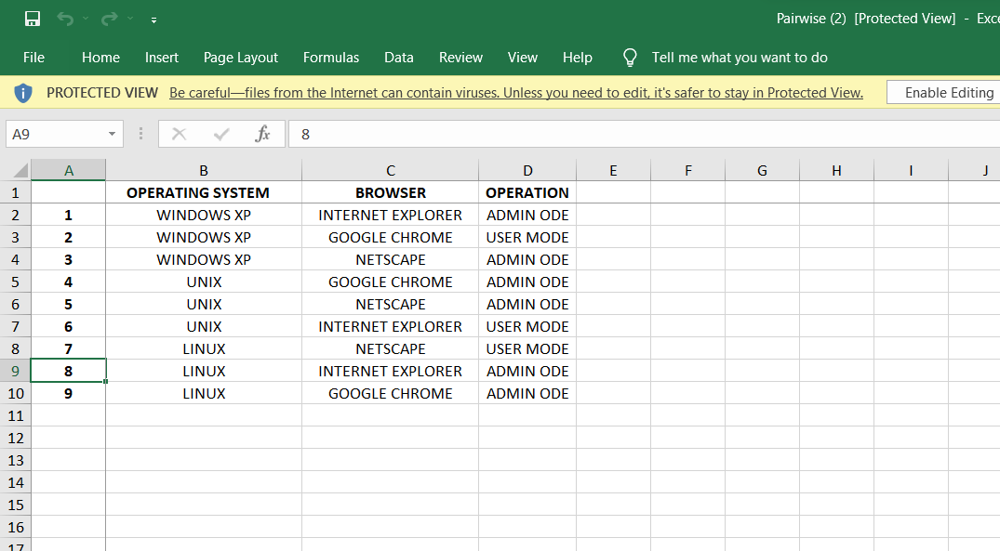 Pairwise (2) [Protected View] - Exce
File Home Insert Page Layout Formulas Data Review View Help Tell me what you want to do
PROTECTED VIEW Be careful—files from the Internet can contain viruses. Unless you need to edit, it's safer to stay in Protected View. Enable Editing
A9 fx 8
A B C D E F G H I J
1 OPERATING SYSTEM BROWSER OPERATION
2 1 WINDOWS XP INTERNET EXPLORER ADMIN ODE
3 2 WINDOWS XP GOOGLE CHROME USER MODE
4 3 WINDOWS XP NETSCAPE ADMIN ODE
5 4 UNIX GOOGLE CHROME ADMIN ODE
6 5 UNIX NETSCAPE ADMIN ODE
7 6 UNIX INTERNET EXPLORER USER MODE
8 7 LINUX NETSCAPE USER MODE
9 8 LINUX INTERNET EXPLORER ADMIN ODE
10 9 LINUX GOOGLE CHROME ADMIN ODE
11
12
13
14
15
16
17